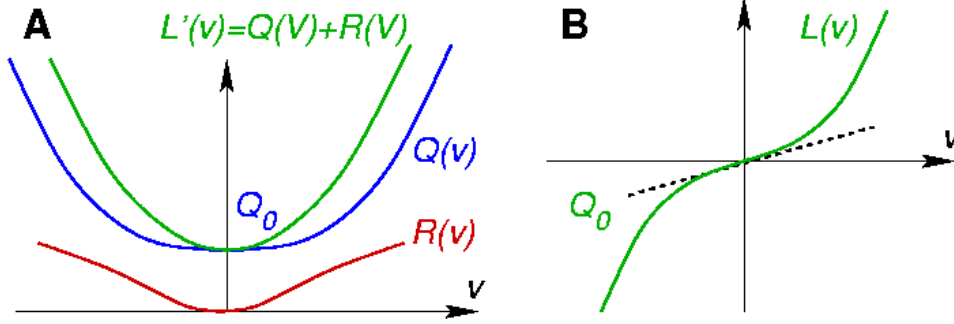 A
L'(v)=Q(V)+R(V)
Q(v)
Q₀
R(v)
v
B
L(v)
v
Q₀